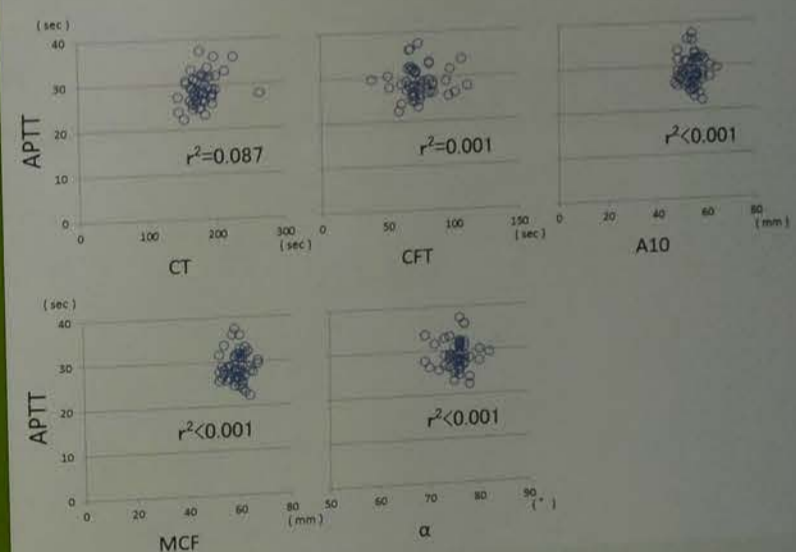 (sec)
40
30
20
10
0
APTT
r²=0.087
0 100 200 300
(sec)
CT
r²=0.001
0 50 100 150
(sec)
CFT
r²<0.001
0 20 40 60 80
(mm)
A10
(sec)
40
30
20
10
0
APTT
r²<0.001
0 20 40 60 80
(mm)
MCF
r²<0.001
50 60 70 80 90
(°)
α